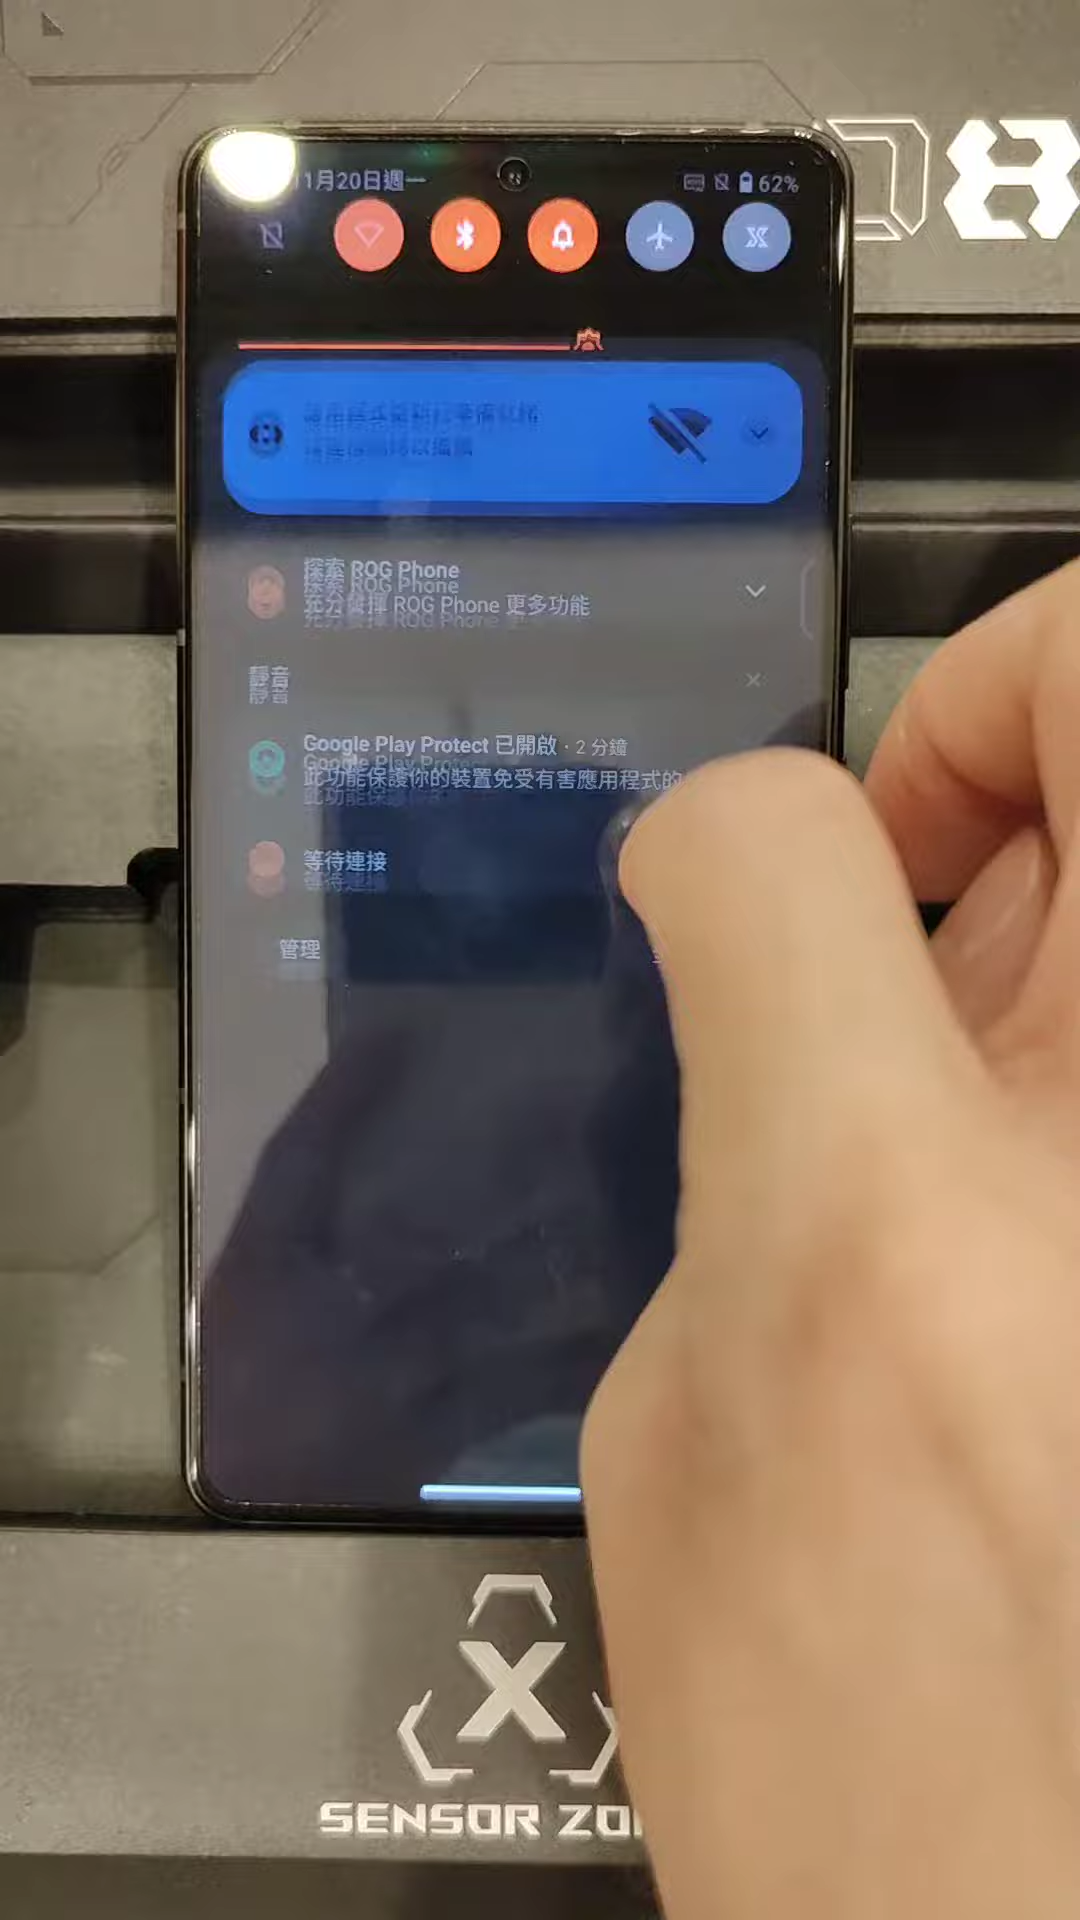 11月20日週一
62%
探索 ROG Phone
充分發揮 ROG Phone 更多功能
靜音
Google Play Protect 已開啟 · 2 分鐘
此功能保護你的裝置免受有害應用程式的
等待連接
管理
X
SENSOR